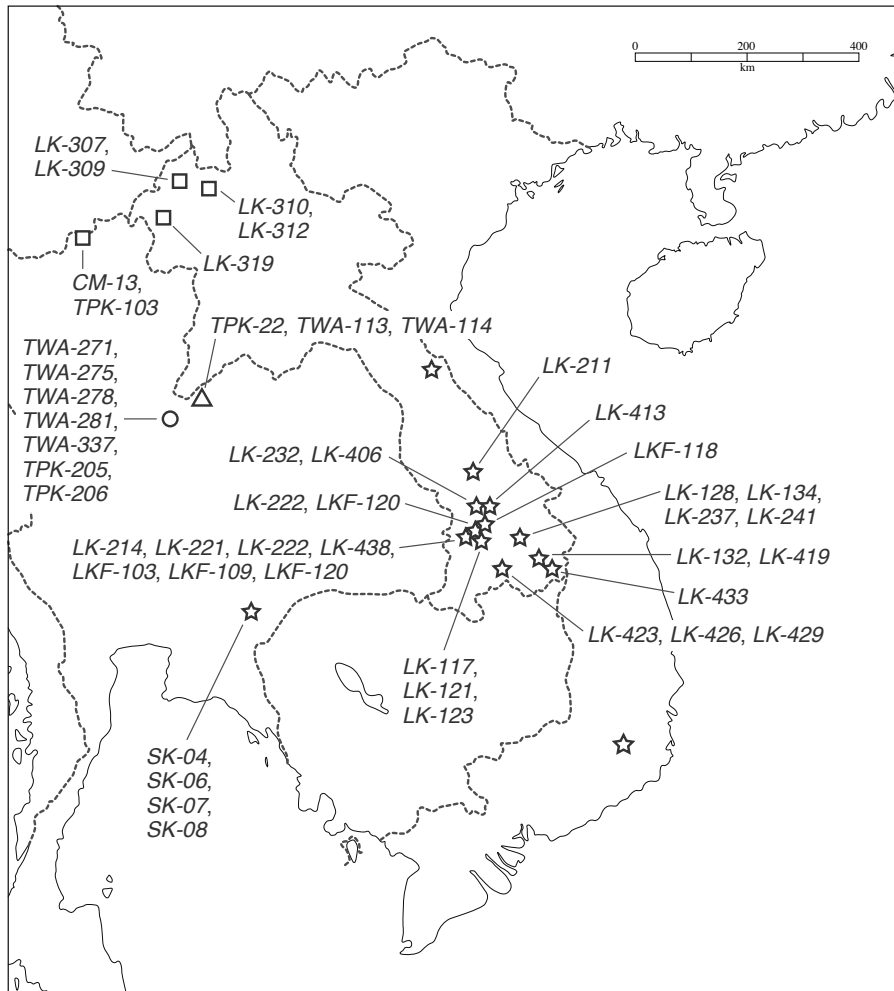 0 200 400
km
LK-307,
LK-309
LK-310,
LK-312
LK-319
CM-13,
TPK-103
TPK-22, TWA-113, TWA-114
TWA-271,
TWA-275,
TWA-278,
TWA-281,
TWA-337,
TPK-205,
TPK-206
LK-211
LK-413
LKF-118
LK-232, LK-406
LK-222, LKF-120
LK-128, LK-134,
LK-237, LK-241
LK-214, LK-221, LK-222, LK-438,
LKF-103, LKF-109, LKF-120
LK-132, LK-419
LK-433
LK-423, LK-426, LK-429
LK-117,
LK-121,
LK-123
SK-04,
SK-06,
SK-07,
SK-08